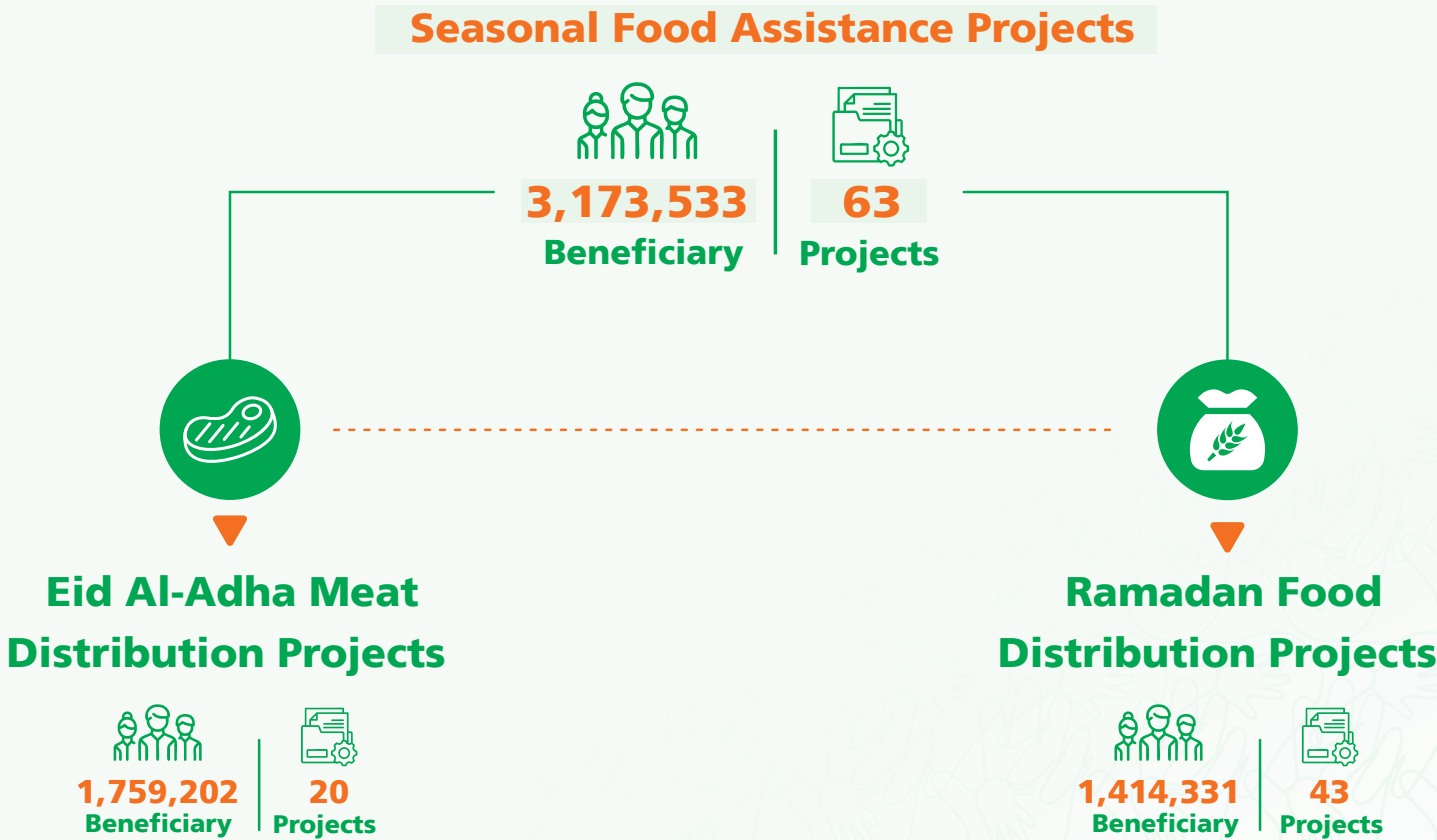 Seasonal Food Assistance Projects
3,173,533
Beneficiary
63
Projects
Eid Al-Adha Meat
Distribution Projects
1,759,202
Beneficiary
20
Projects
Ramadan Food
Distribution Projects
1,414,331
Beneficiary
43
Projects